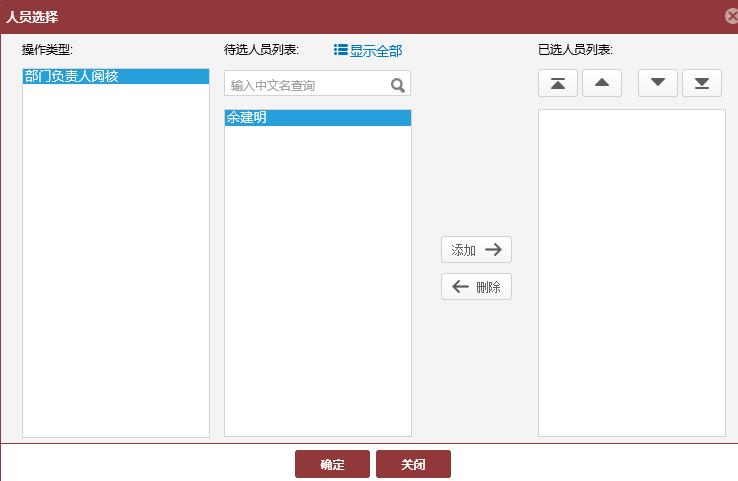 人员选择
操作类型:
待选人员列表:
显示全部
已选人员列表:
部门负责人阅核
输入中文名查询
余建明
添加
删除
确定
关闭